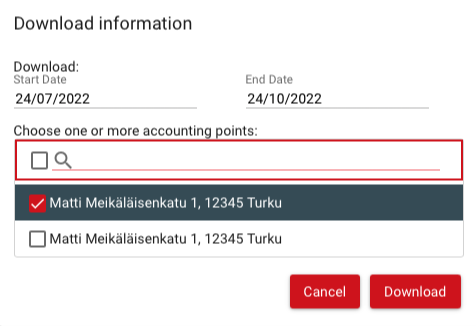 Download information
Download:
Start Date End Date
24/07/2022 24/10/2022
Choose one or more accounting points:
Matti Meikäläisenkatu 1, 12345 Turku
Matti Meikäläisenkatu 1, 12345 Turku
Cancel Download